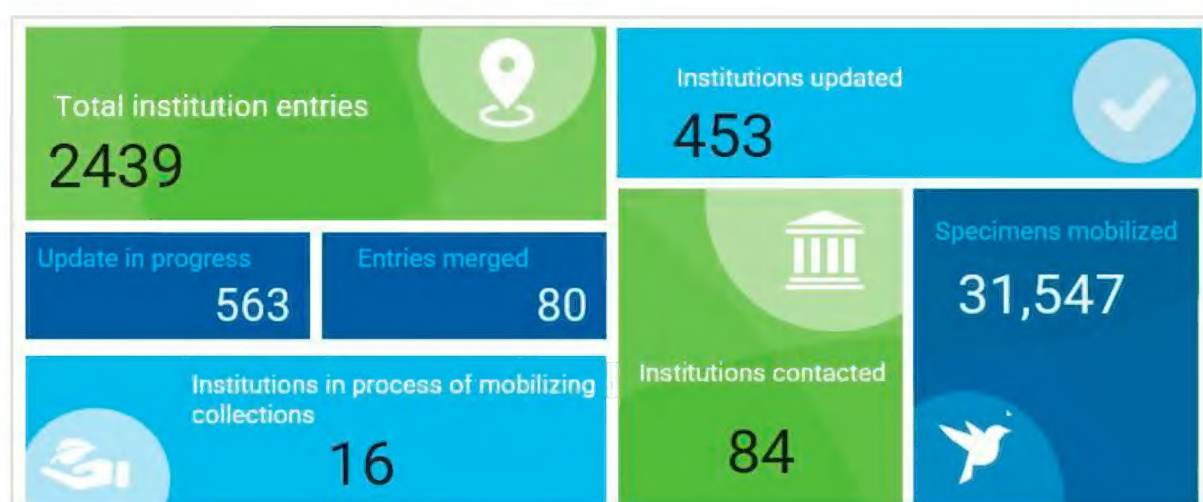 Total institution entries
2439
Institutions updated
453
Update in progress
563
Entries merged
80
Institutions contacted
84
Specimens mobilized
31,547
Institutions in process of mobilizing
collections
16